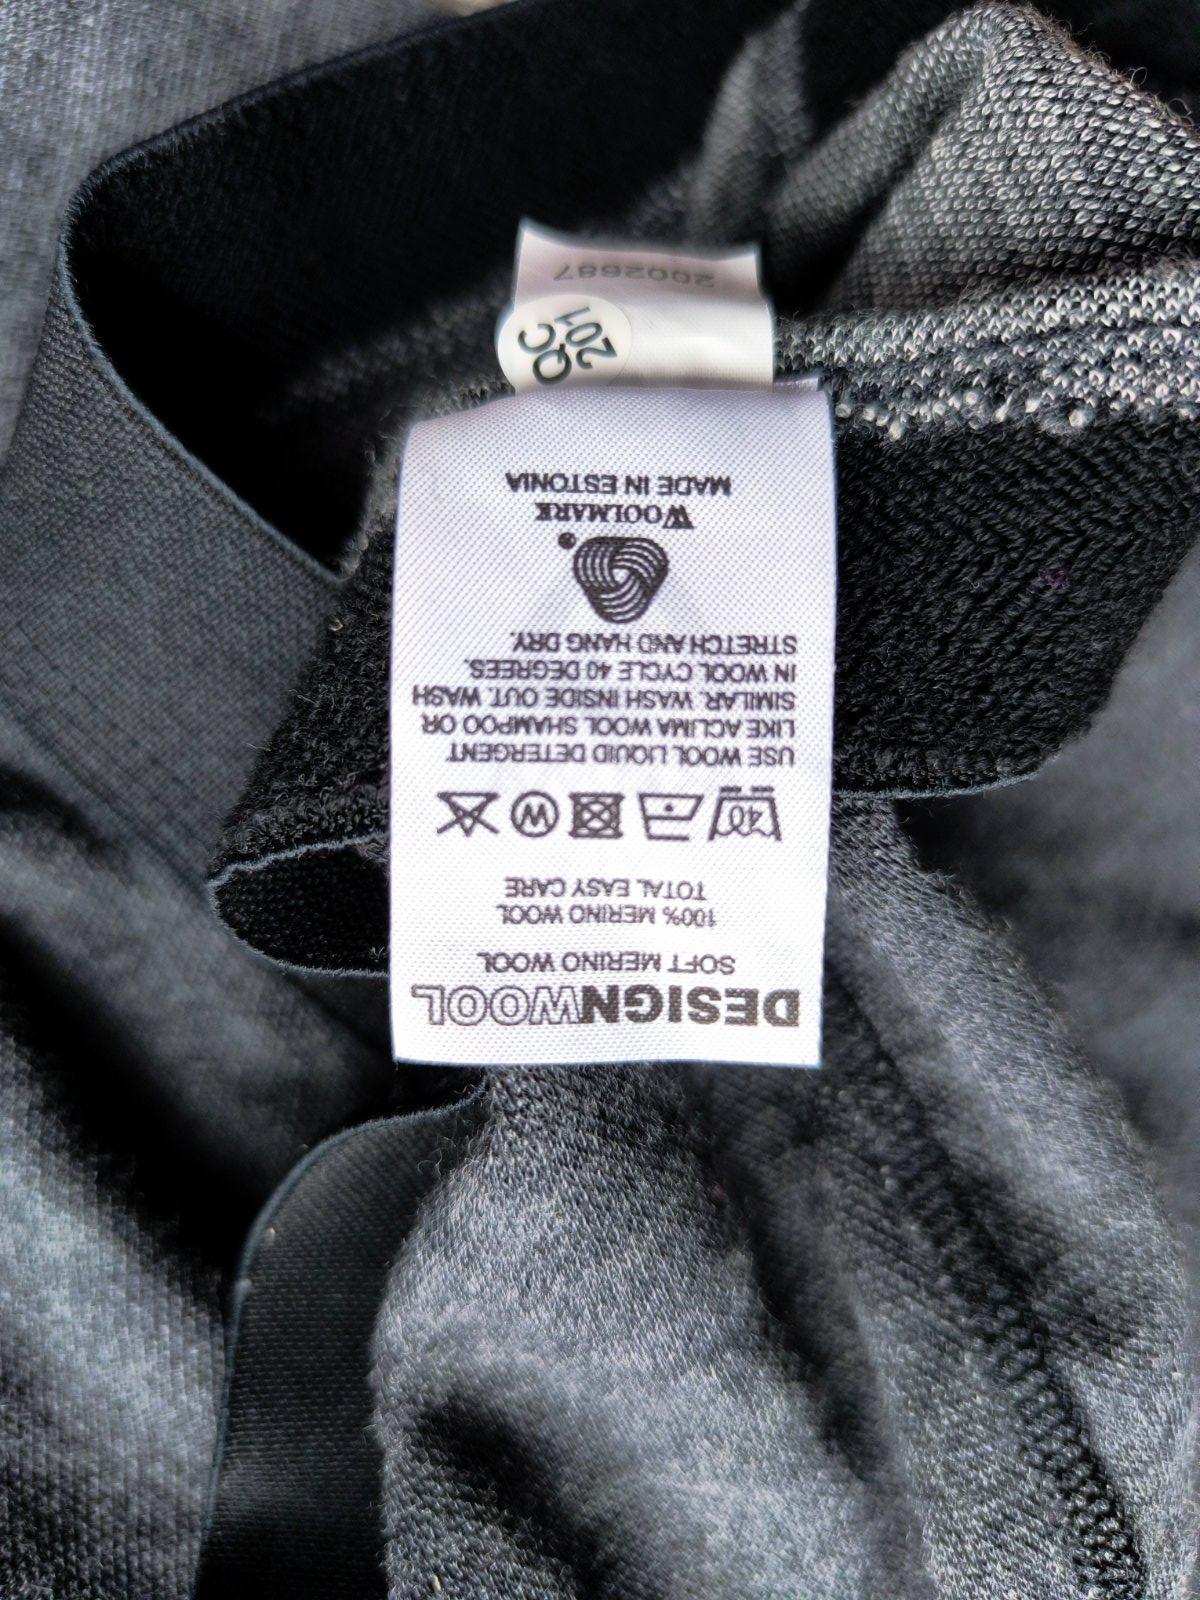 DESIGNWOOL
SOFT MERINO WOOL
100% MERINO WOOL
TOTAL EASY CARE
40
W
USE WOOL LIQUID DETERGENT
LIKE ACLIMA WOOL SHAMPOO OR
SIMILAR. WASH INSIDE OUT. WASH
IN WOOL CYCLE 40 DEGREES.
STRETCH AND HANG DRY.
®
WOOLMARK
MADE IN ESTONIA
QC
201
2002687